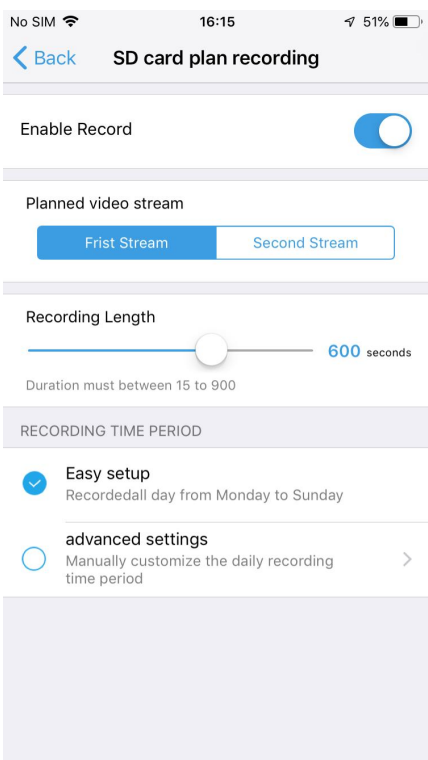 No SIM 16:15 51%
Back SD card plan recording
Enable Record
Planned video stream
Frist Stream Second Stream
Recording Length
600 seconds
Duration must between 15 to 900
RECORDING TIME PERIOD
Easy setup
Recordedall day from Monday to Sunday
advanced settings
Manually customize the daily recording
time period